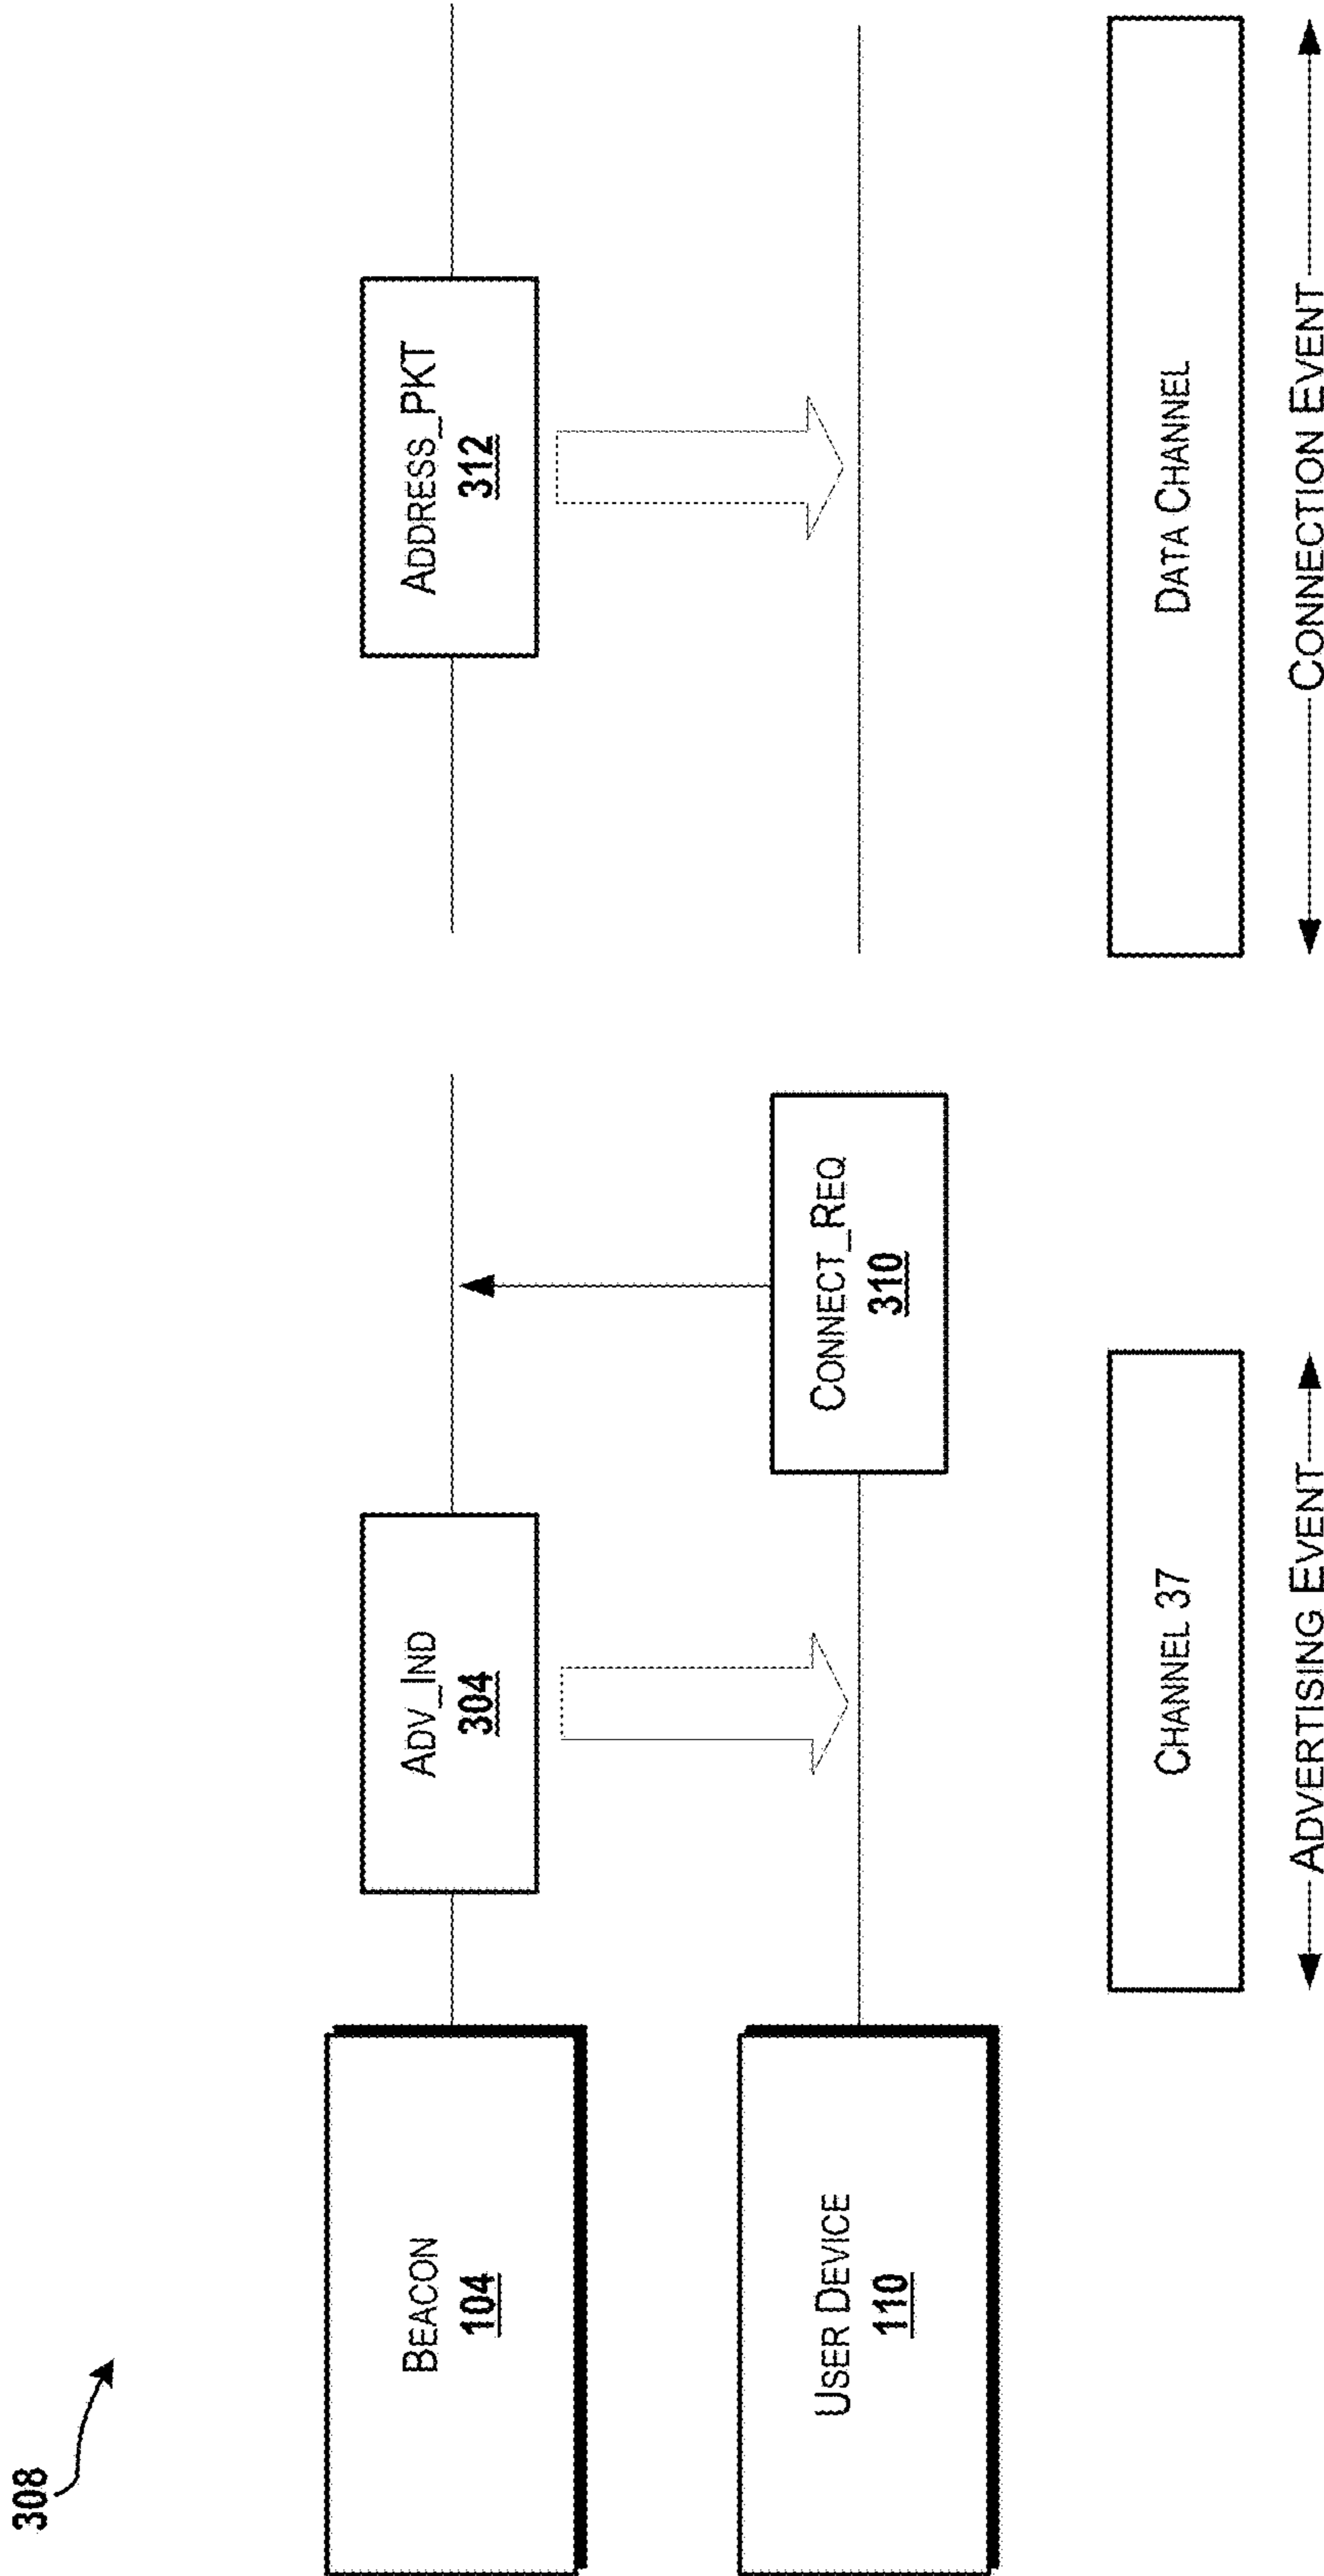 308
BEACON
104
ADV_IND
304
ADDRESS_PKT
312
USER DEVICE
110
CONNECT_REQ
310
CHANNEL 37
DATA CHANNEL
ADVERTISING EVENT
CONNECTION EVENT